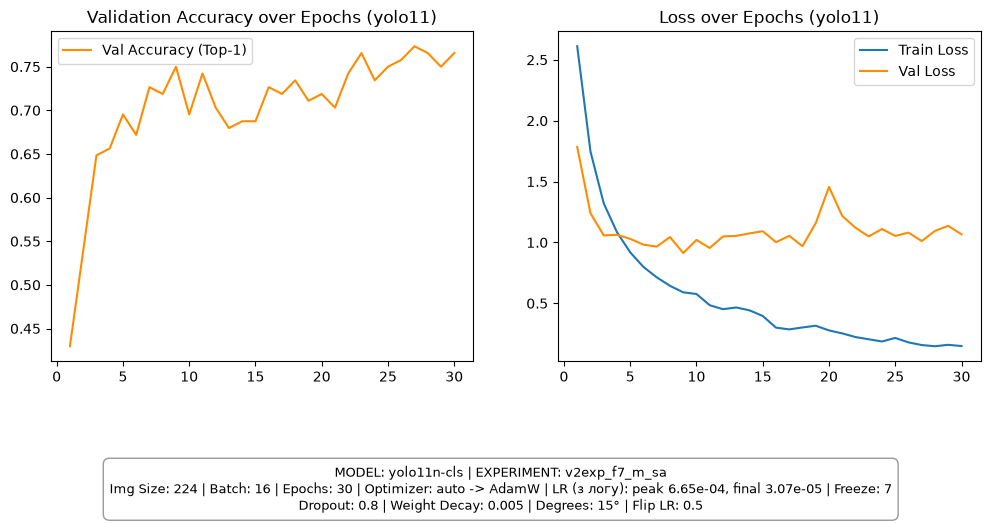 Validation Accuracy over Epochs (yolo11)
Val Accuracy (Top-1)
0.75
0.70
0.65
0.60
0.55
0.50
0.45
0 5 10 15 20 25 30
Loss over Epochs (yolo11)
Train Loss
Val Loss
2.5
2.0
1.5
1.0
0.5
0 5 10 15 20 25 30
MODEL: yolo11n-cls | EXPERIMENT: v2exp_f7_m_sa
Img Size: 224 | Batch: 16 | Epochs: 30 | Optimizer: auto -> AdamW | LR (з логу): peak 6.65e-04, final 3.07e-05 | Freeze: 7
Dropout: 0.8 | Weight Decay: 0.005 | Degrees: 15° | Flip LR: 0.5